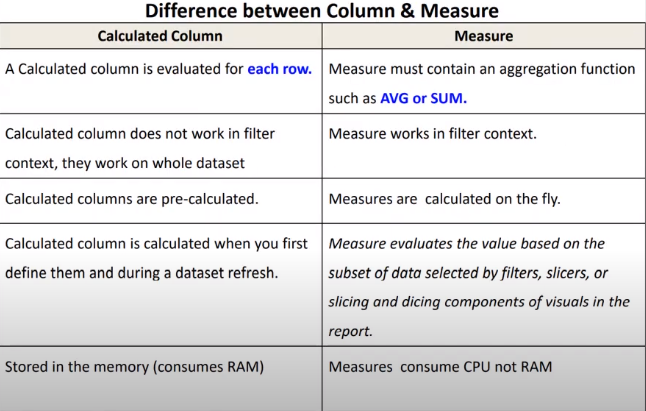 Difference between Column & Measure
Calculated Column
Measure
A Calculated column is evaluated for each row.
Measure must contain an aggregation function
such as AVG or SUM.
Calculated column does not work in filter
context, they work on whole dataset
Measure works in filter context.
Calculated columns are pre-calculated.
Measures are calculated on the fly.
Calculated column is calculated when you first
define them and during a dataset refresh.
Measure evaluates the value based on the
subset of data selected by filters, slicers, or
slicing and dicing components of visuals in the
report.
Stored in the memory (consumes RAM)
Measures consume CPU not RAM